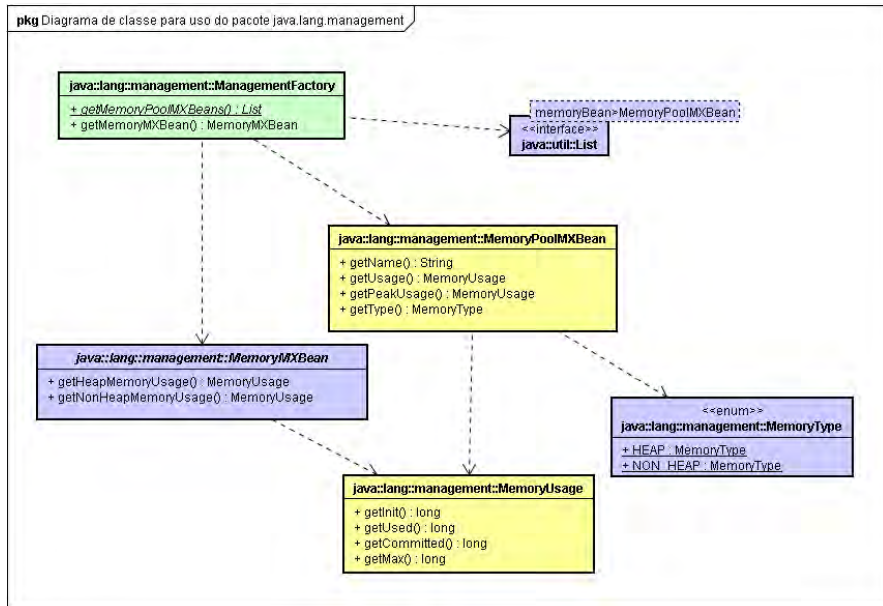 pkg Diagrama de classe para uso do pacote java.lang.management
java::lang::management::ManagementFactory
+ getMemoryPoolMXBeans() : List
+ getMemoryMXBean() : MemoryMXBean
memoryBean>MemoryPoolMXBean
<<interface>>
java::util::List
java::lang::management::MemoryPoolMXBean
+ getName() : String
+ getUsage() : MemoryUsage
+ getPeakUsage() : MemoryUsage
+ getType() : MemoryType
java::lang::management::MemoryMXBean
+ getHeapMemoryUsage() : MemoryUsage
+ getNonHeapMemoryUsage() : MemoryUsage
<<enum>>
java::lang::management::MemoryType
+ HEAP : MemoryType
+ NON_HEAP : MemoryType
java::lang::management::MemoryUsage
+ getInit() : long
+ getUsed() : long
+ getCommitted() : long
+ getMax() : long